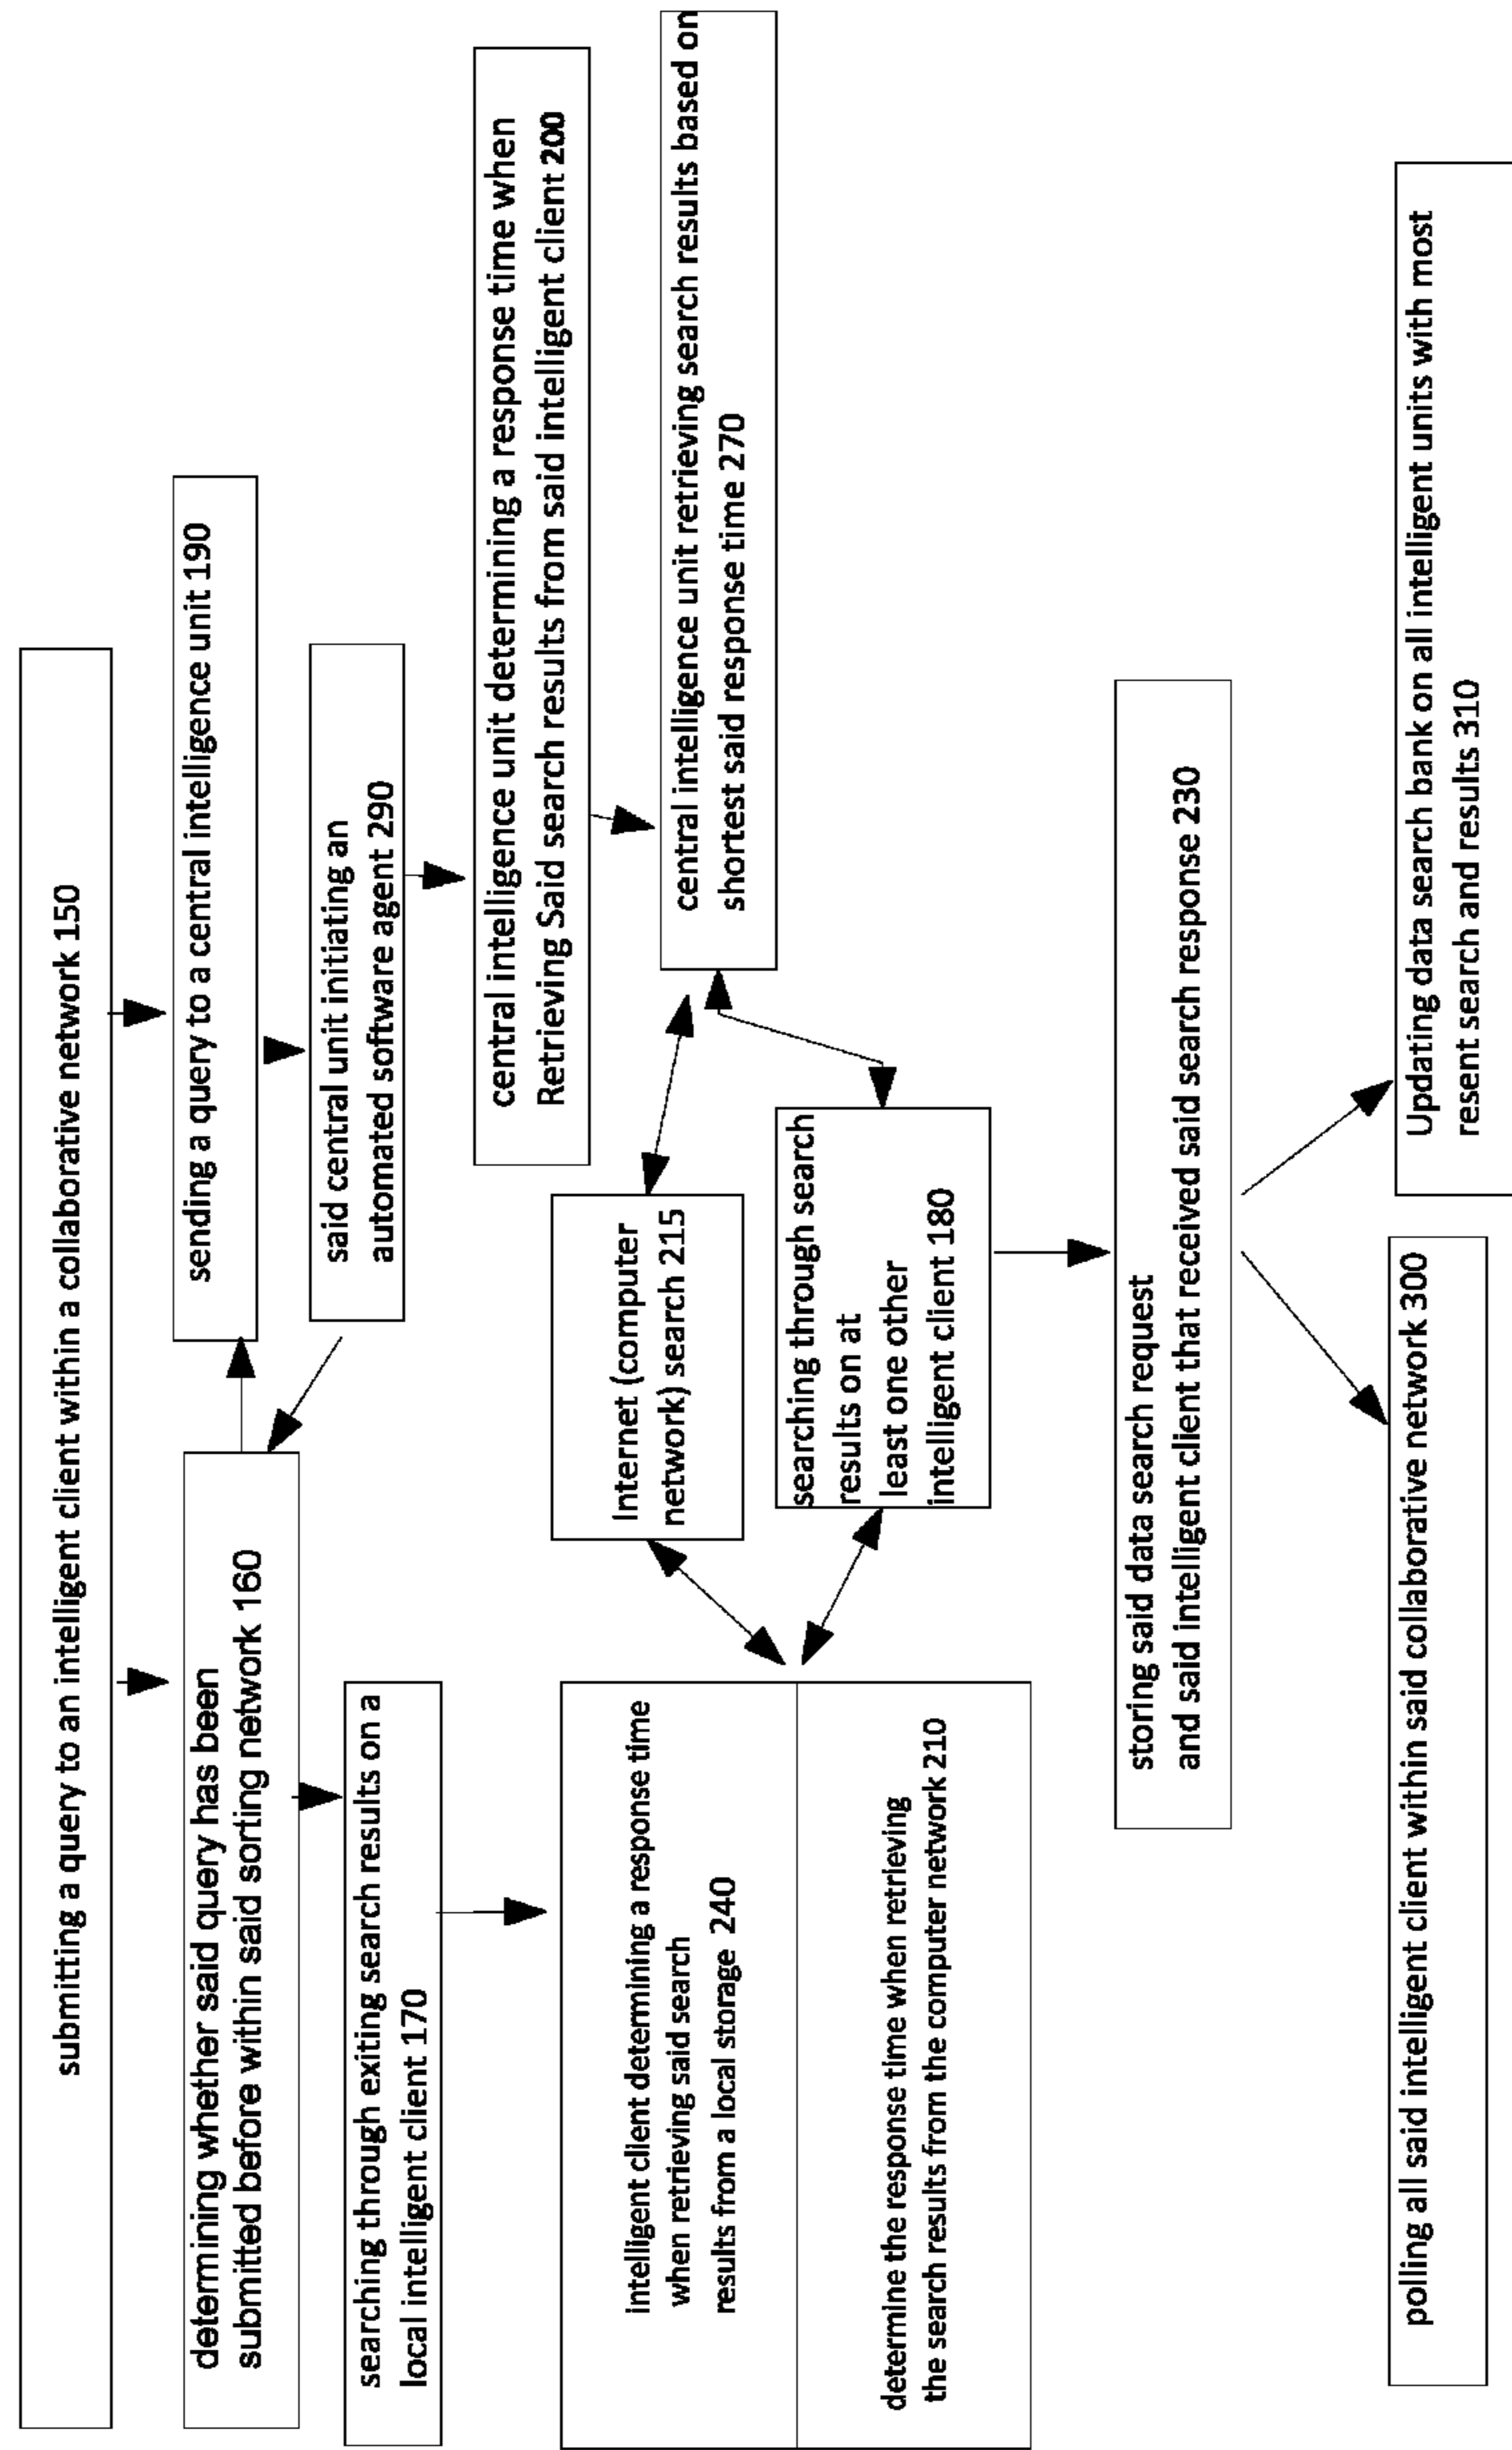 submitting a query to an intelligent client within a collaborative network 150
determining whether said query has been
submitted before within said sorting network 160
sending a query to a central intelligence unit 190
said central unit initiating an
automated software agent 290
searching through exiting search results on a
local intelligent client 170
central intelligence unit determining a response time when
Retrieving Said search results from said intelligent client 200
intelligent client determining a response time
when retrieving said search
results from a local storage 240
determine the response time when retrieving
the search results from the computer network 210
Internet (computer
network) search 215
central intelligence unit retrieving search results based on
shortest said response time 270
searching through search
results on at
least one other
intelligent client 180
storing said data search request
and said intelligent client that received said search response 230
polling all said intelligent client within said collaborative network 300
Updating data search bank on all intelligent units with most
resent search and results 310